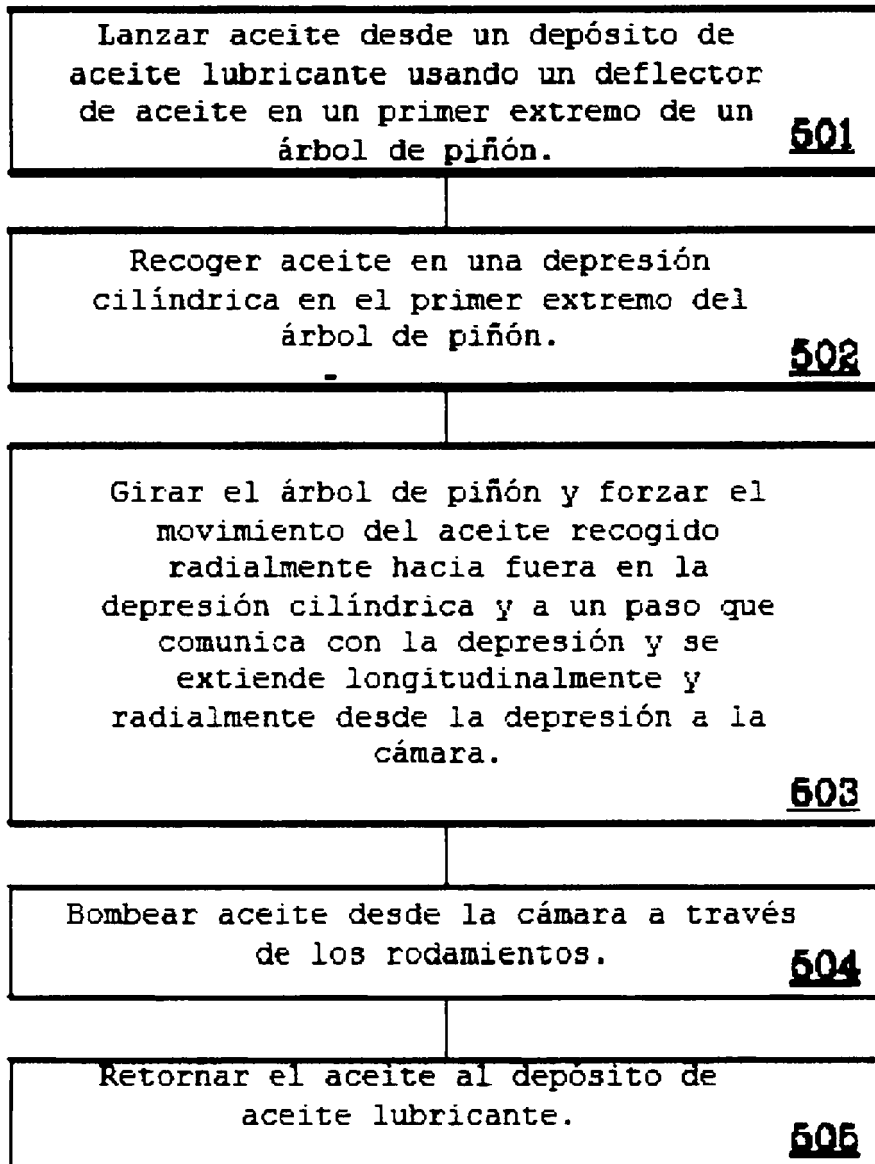 Lanzar aceite desde un depósito de
aceite lubricante usando un deflector
de aceite en un primer extremo de un
árbol de piñón.
501
Recoger aceite en una depresión
cilíndrica en el primer extremo del
árbol de piñón.
502
Girar el árbol de piñón y forzar el
movimiento del aceite recogido
radialmente hacia fuera en la
depresión cilíndrica y a un paso que
comunica con la depresión y se
extiende longitudinalmente y
radialmente desde la depresión a la
cámara.
503
Bombear aceite desde la cámara a través
de los rodamientos.
504
Retornar el aceite al depósito de
aceite lubricante.
505